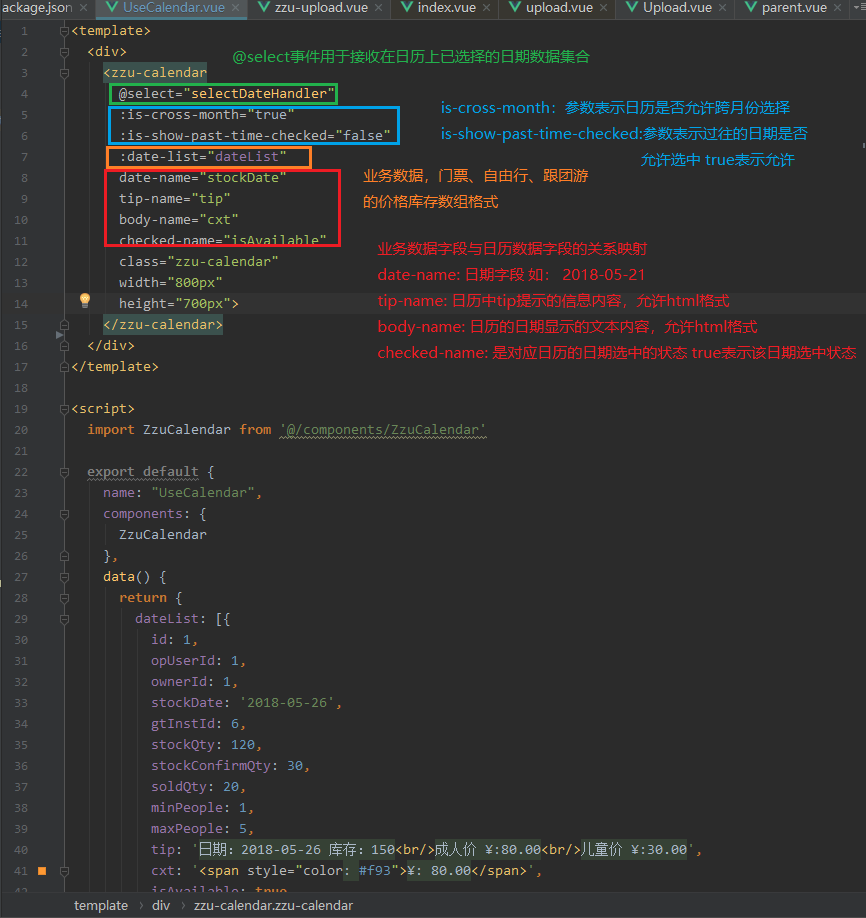 ackage.json UseCalendar.vue zzu-upload.vue index.vue upload.vue Upload.vue parent.vue
1 <template>
2 <div>
@select事件用于接收在日历上已选择的日期数据集合
3 <zzu-calendar
4 @select="selectDateHandler"
5 :is-cross-month="true"
is-cross-month：参数表示日历是否允许跨月份选择
6 :is-show-past-time-checked="false"
is-show-past-time-checked:参数表示过往的日期是否
允许选中 true表示允许
7 :date-list="dateList"
8 date-name="stockDate"
业务数据，门票、自由行、跟团游
的价格库存数组格式
9 tip-name="tip"
10 body-name="cxt"
11 checked-name="isAvailable"
业务数据字段与日历数据字段的关系映射
12 class="zzu-calendar"
date-name: 日期字段 如： 2018-05-21
13 width="800px"
14 height="700px">
tip-name: 日历中tip提示的信息内容，允许html格式
15 </zzu-calendar>
body-name: 日历的日期显示的文本内容，允许html格式
16 </div>
checked-name: 是对应日历的日期选中的状态 true表示该日期选中状态
17 </template>
18
19 <script>
20 import ZzuCalendar from '@/components/ZzuCalendar'
21
22 export default {
23 name: "UseCalendar",
24 components: {
25 ZzuCalendar
26 },
27 data() {
28 return {
29 dateList: [{
30 id: 1,
31 opUserId: 1,
32 ownerId: 1,
33 stockDate: '2018-05-26',
34 gtInstId: 6,
35 stockQty: 120,
36 stockConfirmQty: 30,
37 soldQty: 20,
38 minPeople: 1,
39 maxPeople: 5,
40 tip: '日期：2018-05-26 库存：150<br/>成人价 ¥:80.00<br/>儿童价 ¥:30.00',
41 cxt: '<span style="color: #f93">¥: 80.00</span>',
42 isAvailable: true
template › div › zzu-calendar.zzu-calendar